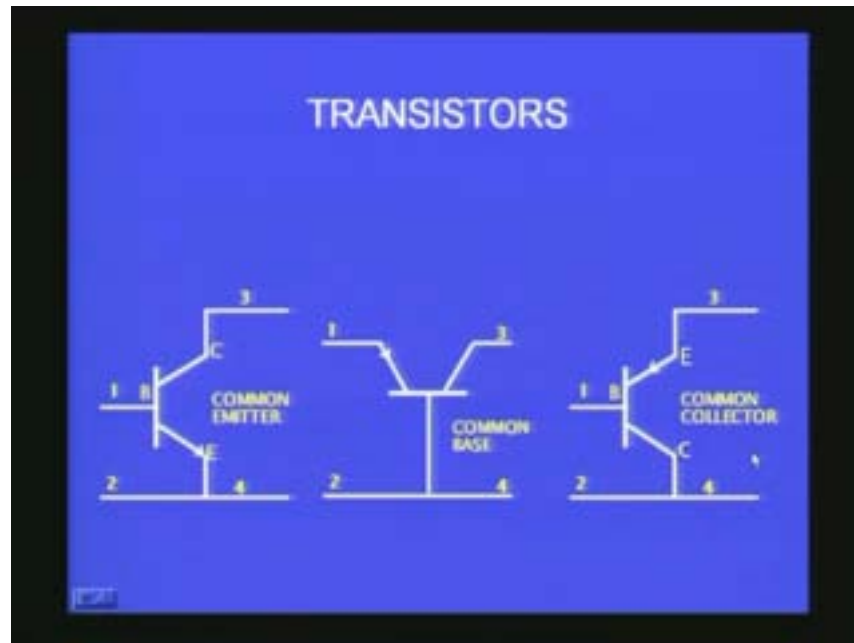 TRANSISTORS
3
C
1 B
COMMON
EMITTER
E
2 4
1 3
COMMON
BASE
2 4
3
E
1 B
COMMON
COLLECTOR
C
2 4